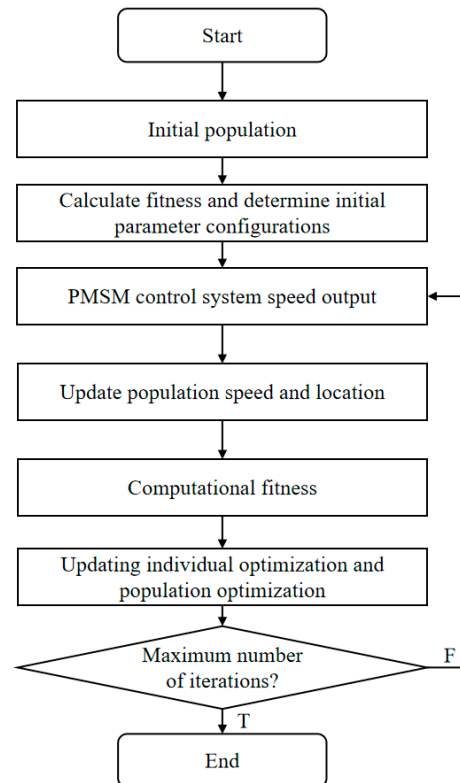 Start
Initial population
Calculate fitness and determine initial
parameter configurations
PMSM control system speed output
Update population speed and location
Computational fitness
Updating individual optimization and
population optimization
Maximum number
of iterations?
F
T
End